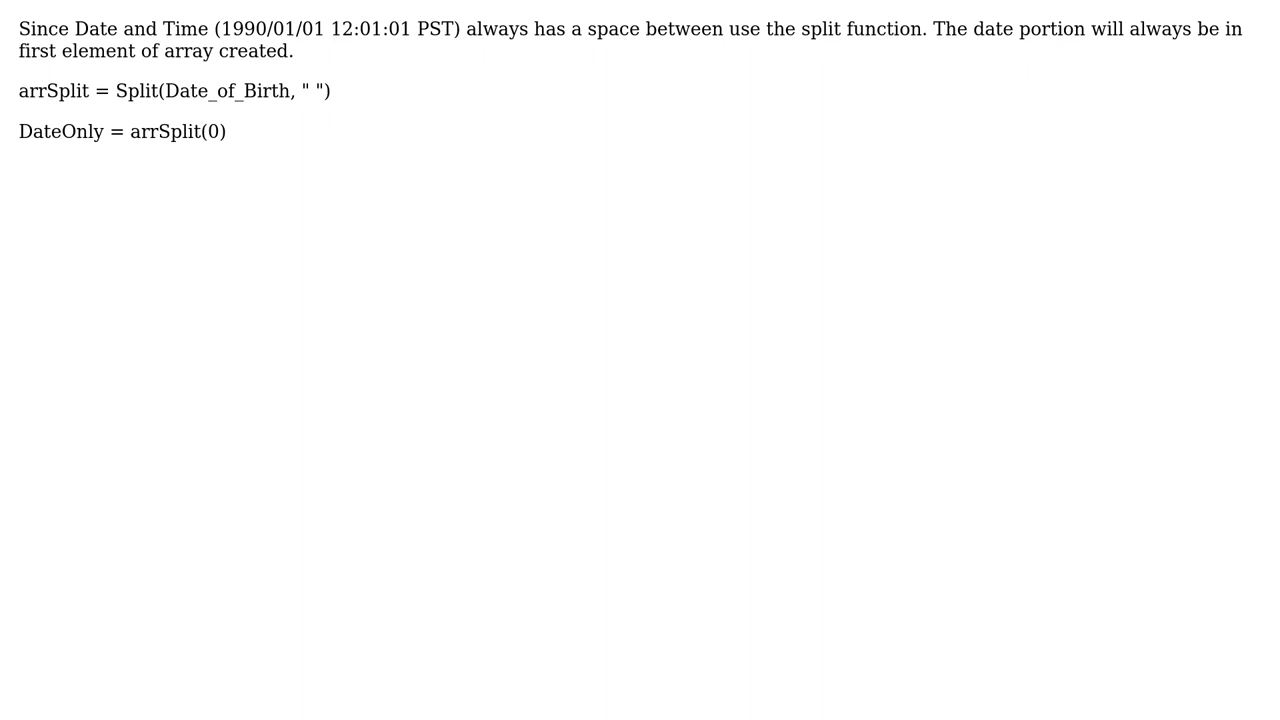 Since Date and Time (1990/01/01 12:01:01 PST) always has a space between use the split function. The date portion will always be in
first element of array created.
arrSplit = Split(Date_of_Birth, " ")
DateOnly = arrSplit(0)